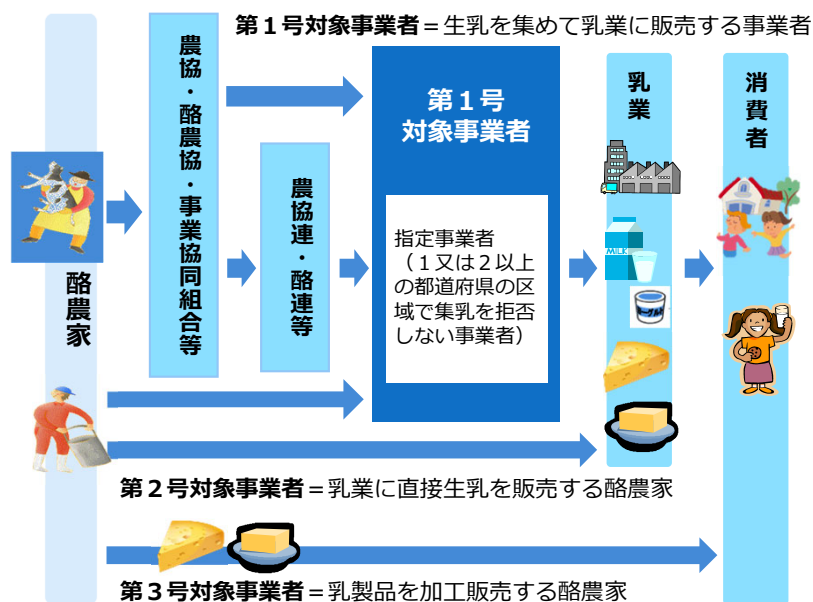 第１号対象事業者＝生乳を集めて乳業に販売する事業者
酪農家
農協・酪農協・事業協同組合等
農協連・酪連等
第１号
対象事業者
指定事業者
（１又は２以上
の都道府県の区
域で集乳を拒否
しない事業者）
乳業
MILK
ヨーグルト
消費者
第２号対象事業者＝乳業に直接生乳を販売する酪農家
第３号対象事業者＝乳製品を加工販売する酪農家